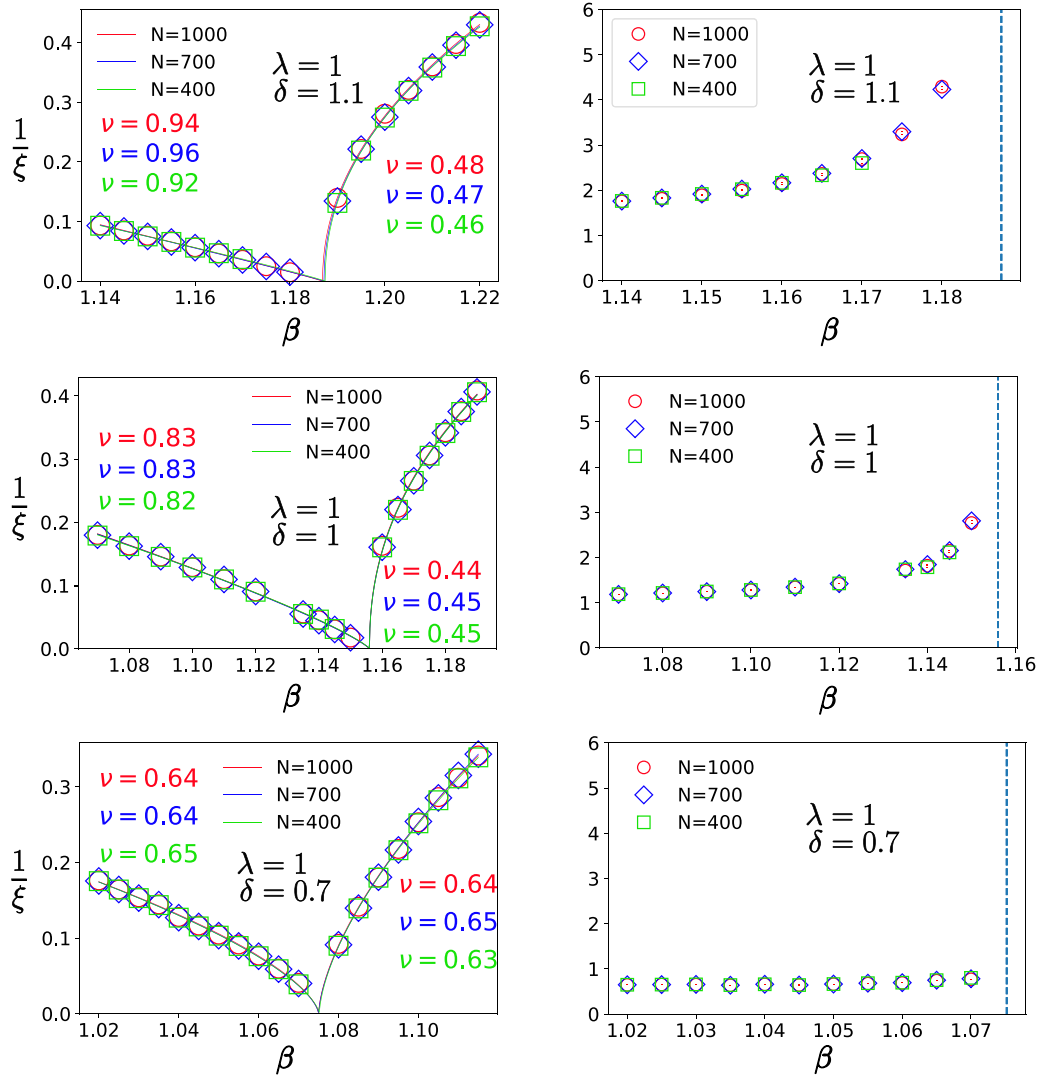 0.4
0.3
0.2
0.1
0.0
1/ξ
N=1000
N=700
N=400
λ = 1
δ = 1.1
ν = 0.94
ν = 0.96
ν = 0.92
ν = 0.48
ν = 0.47
ν = 0.46
1.14 1.16 1.18 1.20 1.22
β
6
5
4
3
2
1
0
N=1000
N=700
N=400
λ = 1
δ = 1.1
1.14 1.15 1.16 1.17 1.18
β
0.4
0.3
0.2
0.1
0.0
1/ξ
N=1000
N=700
N=400
ν = 0.83
ν = 0.83
ν = 0.82
λ = 1
δ = 1
ν = 0.44
ν = 0.45
ν = 0.45
1.08 1.10 1.12 1.14 1.16 1.18
β
6
5
4
3
2
1
0
N=1000
N=700
N=400
λ = 1
δ = 1
1.08 1.10 1.12 1.14 1.16
β
0.3
0.2
0.1
0.0
1/ξ
ν = 0.64
ν = 0.64
ν = 0.65
N=1000
N=700
N=400
λ = 1
δ = 0.7
ν = 0.64
ν = 0.65
ν = 0.63
1.02 1.04 1.06 1.08 1.10
β
6
5
4
3
2
1
0
N=1000
N=700
N=400
λ = 1
δ = 0.7
1.02 1.03 1.04 1.05 1.06 1.07
β